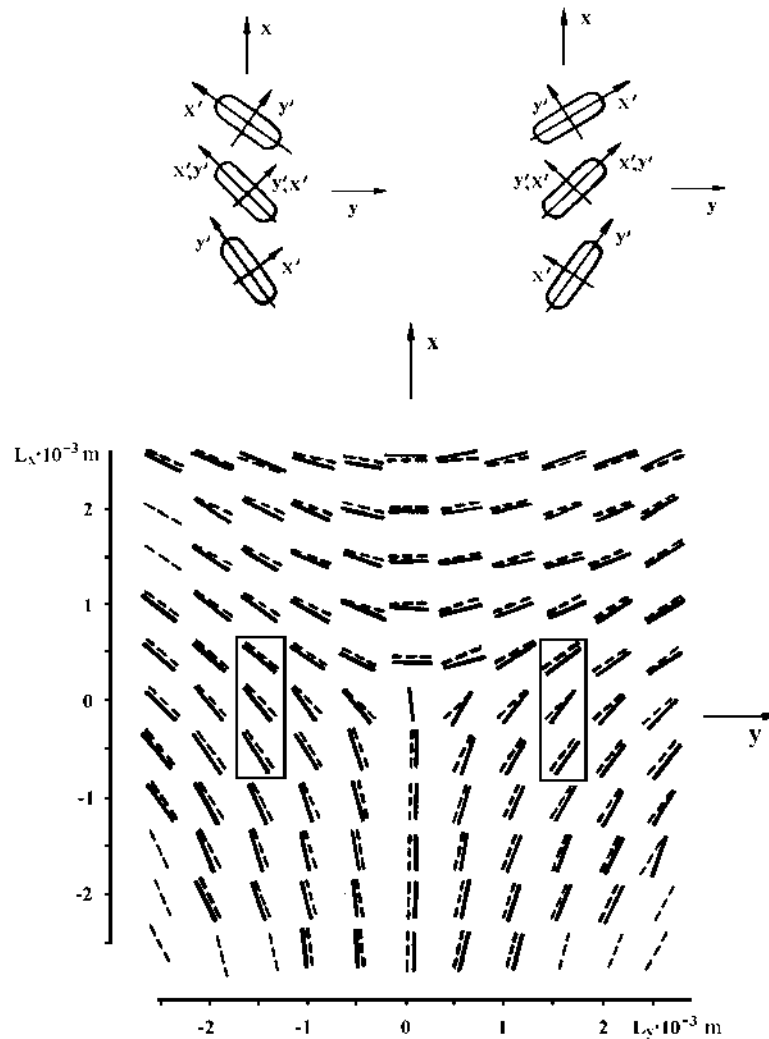 x x
x' y' y' x'
x',y' y',x' y',x' x',y'
y y
y' x' x' y'
x
Lx·10⁻³ m
2
1
0
y
-1
-2
-2 -1 0 1 2 Ly·10⁻³ m